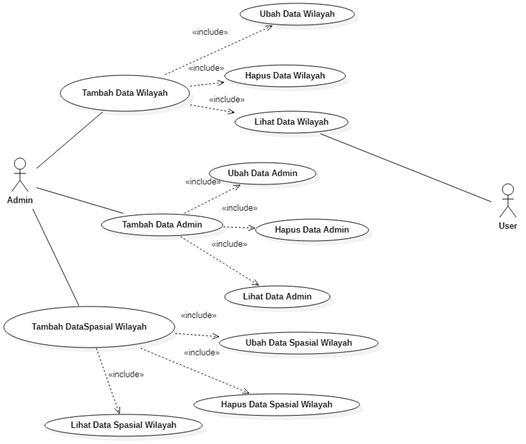 Ubah Data Wilayah
«include»
«include»
Hapus Data Wilayah
Tambah Data Wilayah
«include»
Lihat Data Wilayah
Ubah Data Admin
«include»
Admin
«include»
Tambah Data Admin
Hapus Data Admin
User
«include»
Lihat Data Admin
«include»
Tambah DataSpasial Wilayah
Ubah Data Spasial Wilayah
«include»
«include»
Hapus Data Spasial Wilayah
Lihat Data Spasial Wilayah